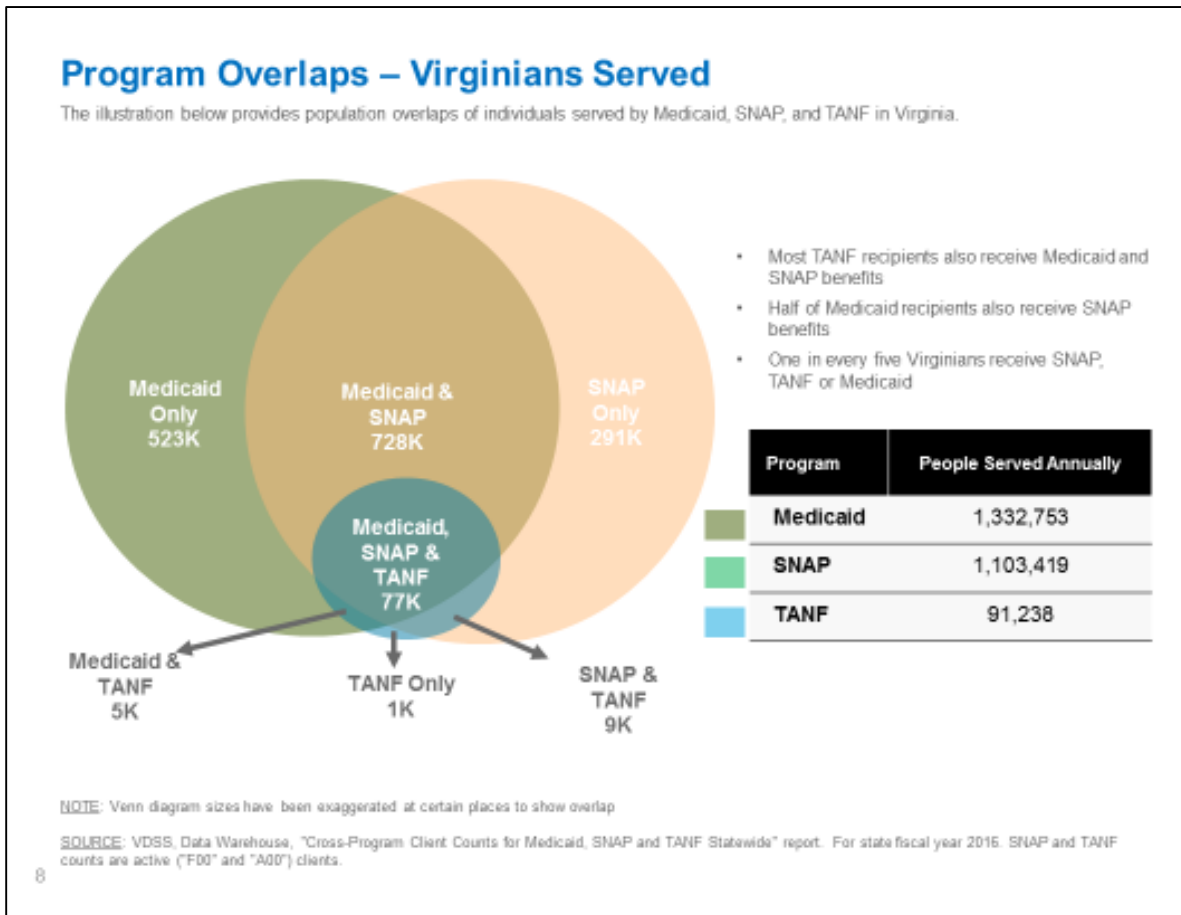 Program Overlaps – Virginians Served
The illustration below provides population overlaps of individuals served by Medicaid, SNAP, and TANF in Virginia.
Medicaid
Only
523K
Medicaid &
SNAP
728K
SNAP
Only
291K
Medicaid,
SNAP &
TANF
77K
Medicaid &
TANF
5K
TANF Only
1K
SNAP &
TANF
9K
• Most TANF recipients also receive Medicaid and
SNAP benefits
• Half of Medicaid recipients also receive SNAP
benefits
• One in every five Virginians receive SNAP,
TANF or Medicaid
Program People Served Annually
Medicaid 1,332,753
SNAP 1,103,419
TANF 91,238
NOTE: Venn diagram sizes have been exaggerated at certain places to show overlap
SOURCE: VDSS, Data Warehouse, "Cross-Program Client Counts for Medicaid, SNAP and TANF Statewide" report. For state fiscal year 2016. SNAP and TANF
counts are active ("F00" and "A00") clients.
8